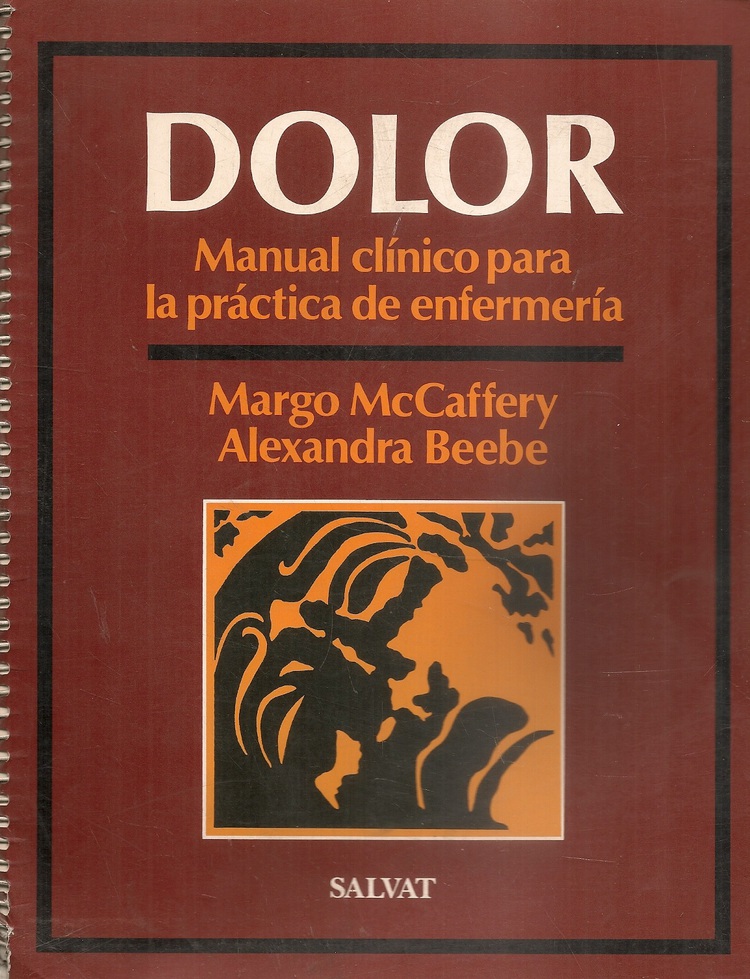 DOLOR
Manual clínico para
la práctica de enfermería
Margo McCaffery
Alexandra Beebe
SALVAT